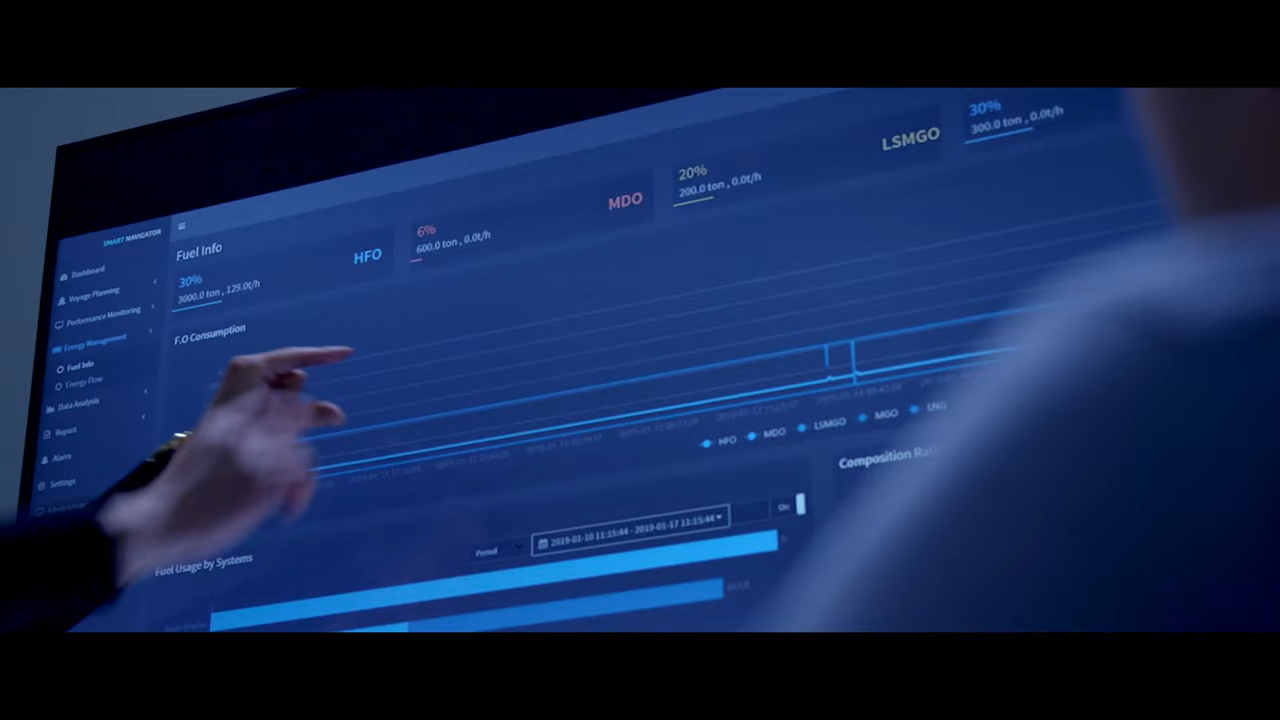 SMART NAVIGATOR
Dashboard
Voyage Planning
Performance Monitoring
Energy Management
Fuel Info
Energy Flow
Data Analysis
Report
Alarm
Settings
Fuel Info
30%
3000.0 ton , 129.0t/h
HFO
6%
600.0 ton , 0.0t/h
MDO
20%
200.0 ton , 0.0t/h
LSMGO
30%
300.0 ton , 0.0t/h
F.O Consumption
HFO MDO LSMGO MGO LNG
Composition
Period
2019-01-10 11:15:44 - 2019-01-17 11:15:44
On
Fuel Usage by Systems